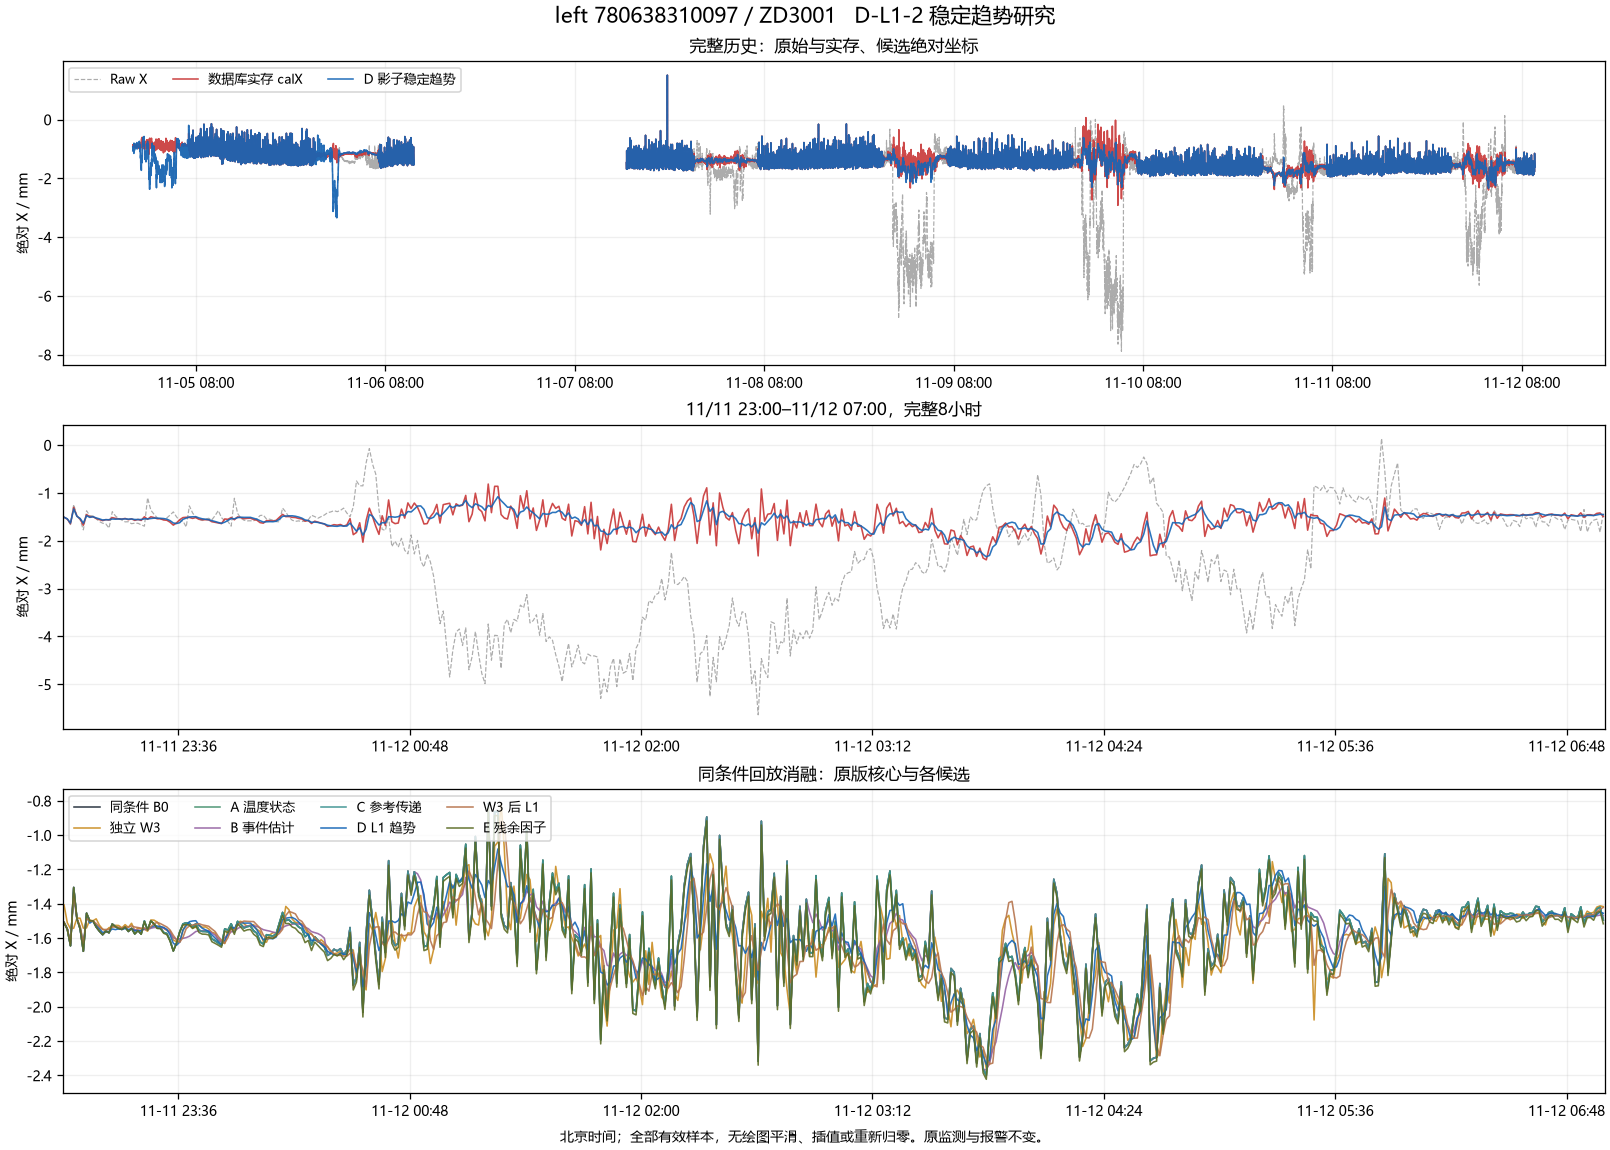 left 780638310097 / ZD3001   D-L1-2 稳定趋势研究
完整历史：原始与实存、候选绝对坐标
Raw X 数据库实存 calX D 影子稳定趋势
绝对 X / mm
0
-2
-4
-6
-8
11-05 08:00 11-06 08:00 11-07 08:00 11-08 08:00 11-09 08:00 11-10 08:00 11-11 08:00 11-12 08:00
11/11 23:00–11/12 07:00，完整8小时
绝对 X / mm
0
-1
-2
-3
-4
-5
11-11 23:36 11-12 00:48 11-12 02:00 11-12 03:12 11-12 04:24 11-12 05:36 11-12 06:48
同条件回放消融：原版核心与各候选
同条件 B0 A 温度状态 C 参考传递 W3 后 L1
独立 W3 B 事件估计 D L1 趋势 E 残余因子
绝对 X / mm
-0.8
-1.0
-1.2
-1.4
-1.6
-1.8
-2.0
-2.2
-2.4
11-11 23:36 11-12 00:48 11-12 02:00 11-12 03:12 11-12 04:24 11-12 05:36 11-12 06:48
北京时间；全部有效样本，无绘图平滑、插值或重新归零。原监测与报警不变。